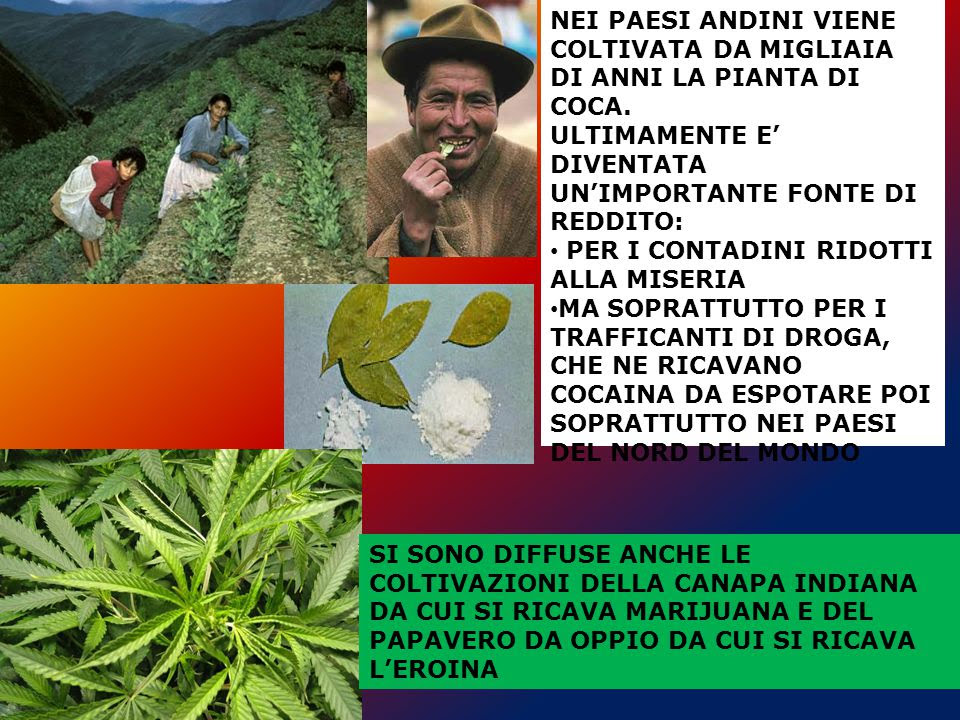 NEI PAESI ANDINI VIENE
COLTIVATA DA MIGLIAIA
DI ANNI LA PIANTA DI
COCA.
ULTIMAMENTE E’
DIVENTATA
UN’IMPORTANTE FONTE DI
REDDITO:
• PER I CONTADINI RIDOTTI
ALLA MISERIA
•MA SOPRATTUTTO PER I
TRAFFICANTI DI DROGA,
CHE NE RICAVANO
COCAINA DA ESPOTARE POI
SOPRATTUTTO NEI PAESI
DEL NORD DEL MONDO
SI SONO DIFFUSE ANCHE LE
COLTIVAZIONI DELLA CANAPA INDIANA
DA CUI SI RICAVA MARIJUANA E DEL
PAPAVERO DA OPPIO DA CUI SI RICAVA
L’EROINA